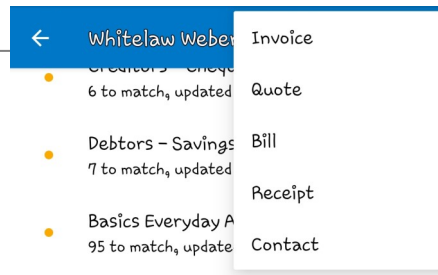 Whitelaw Weber
Invoice
Quote
Bill
Receipt
Contact
6 to match, updated
Debtors – Savings
7 to match, updated
Basics Everyday A
95 to match, update